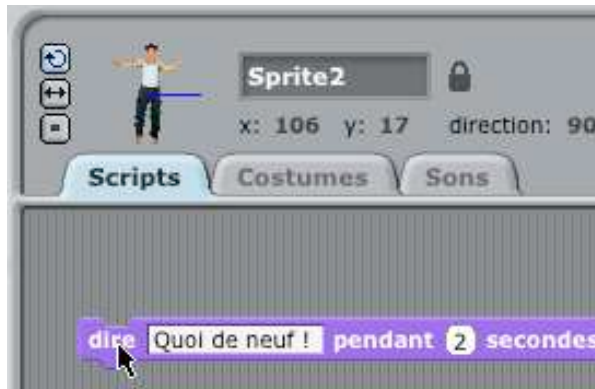 Sprite2
x: 106 y: 17 direction: 90
Scripts Costumes Sons
dire Quoi de neuf ! pendant 2 secondes